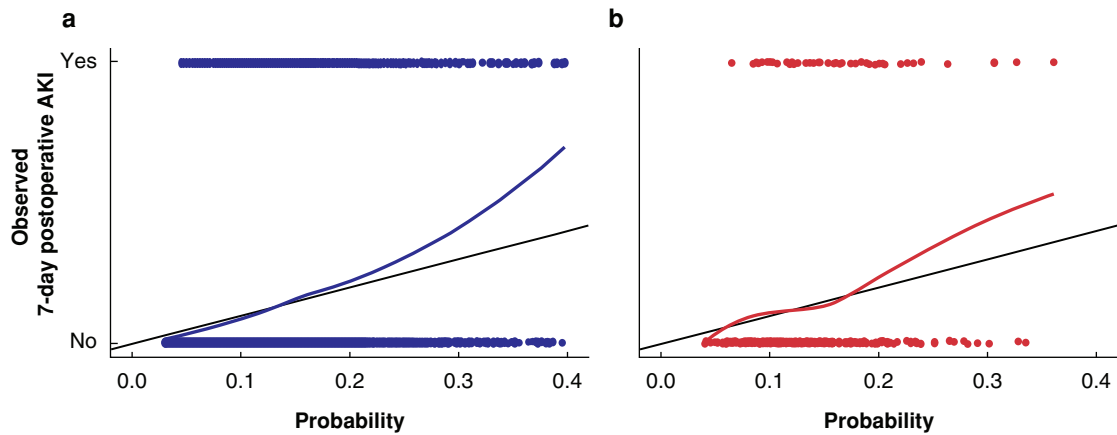 a
b
Yes
No
Observed
7-day postoperative AKI
0.0 0.1 0.2 0.3 0.4
Probability
0.0 0.1 0.2 0.3 0.4
Probability